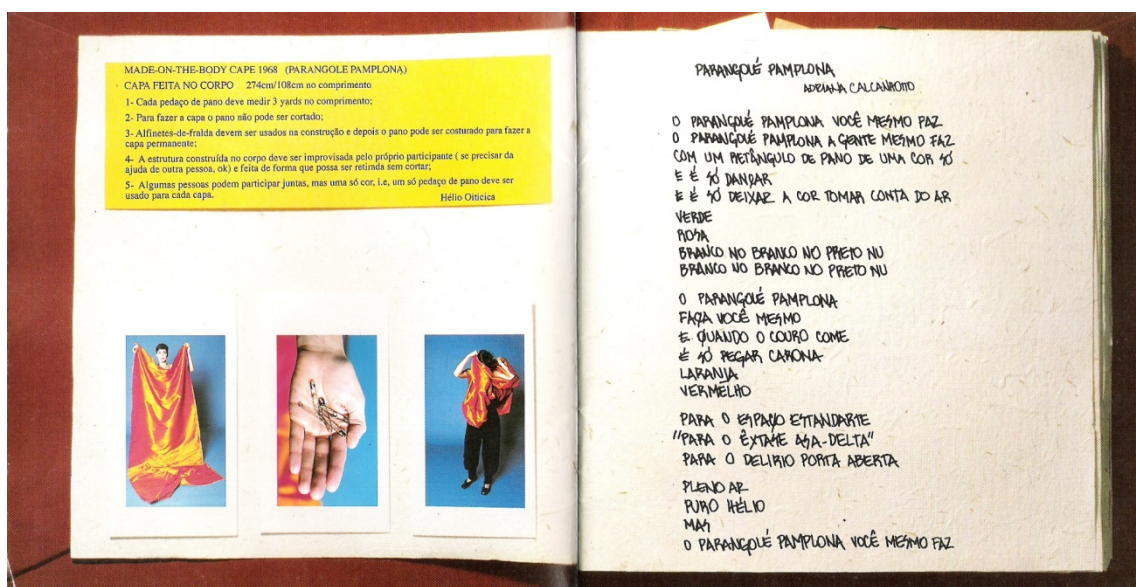 MADE-ON-THE-BODY CAPE 1968 (PARANGOLE PAMPLONA)
CAPA FEITA NO CORPO 274cm/108cm no comprimento
1- Cada pedaço de pano deve medir 3 yards no comprimento;
2- Para fazer a capa o pano não pode ser cortado;
3- Alfinetes-de-fralda devem ser usados na construção e depois o pano pode ser costurado para fazer a
capa permanente;
4- A estrutura construída no corpo deve ser improvisada pelo próprio participante ( se precisar da
ajuda de outra pessoa, ok) e feita de forma que possa ser retirada sem cortar;
5- Algumas pessoas podem participar juntas, mas uma só cor, i.e, um só pedaço de pano deve ser
usado para cada capa.
Hélio Oiticica
PARANGOLÉ PAMPLONA
ADRIANA CALCANHOTTO
O PARANGOLÉ PAMPLONA VOCÊ MESMO FAZ
O PARANGOLÉ PAMPLONA A GENTE MESMO FAZ
COM UM RETÂNGULO DE PANO DE UMA COR SÓ
E É SÓ DANÇAR
E É SÓ DEIXAR A COR TOMAR CONTA DO AR
VERDE
ROSA
BRANCO NO BRANCO NO PRETO NU
BRANCO NO BRANCO NO PRETO NU
O PARANGOLÉ PAMPLONA
FAÇA VOCÊ MESMO
E QUANDO O COURO COME
É SÓ PEGAR CARONA
LARANJA
VERMELHO
PARA O ESPAÇO ESTANDARTE
"PARA O ÊXTASE ASA-DELTA"
PARA O DELÍRIO PORTA ABERTA
PLENO AR
PURO HÉLIO
MAS
O PARANGOLÉ PAMPLONA VOCÊ MESMO FAZ